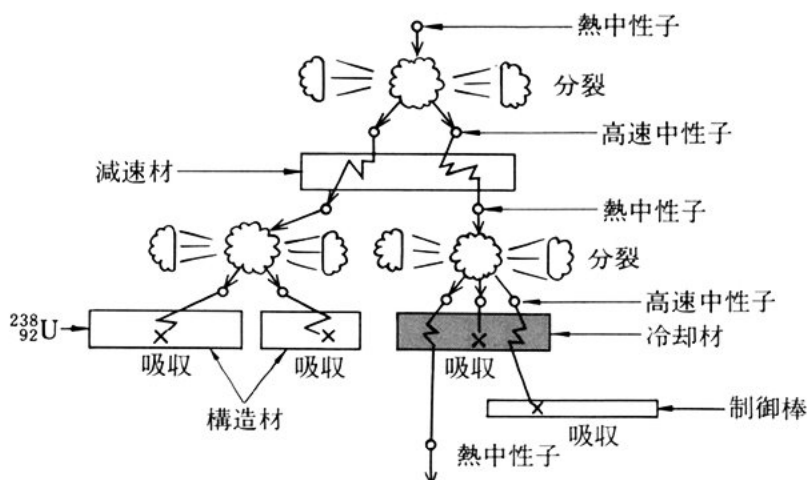 熱中性子
分裂
高速中性子
減速材
熱中性子
分裂
高速中性子
²³⁸₉₂U
冷却材
吸収
吸収
吸収
構造材
制御棒
吸収
熱中性子